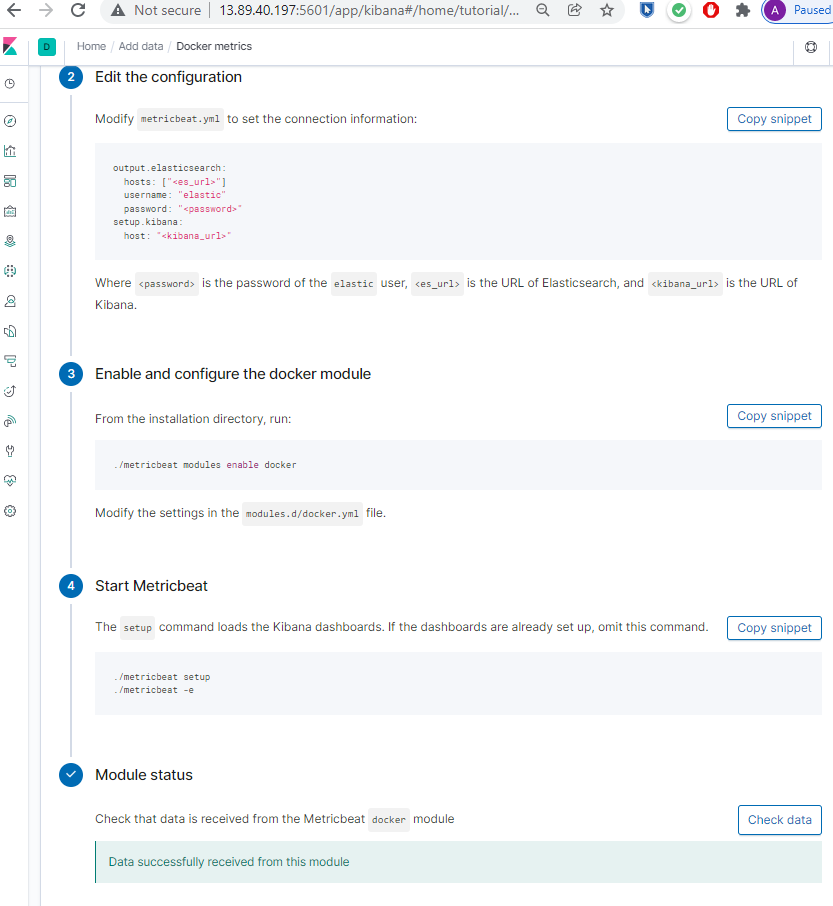 Not secure
13.89.40.197:5601/app/kibana#/home/tutorial/...
A Paused
D
Home / Add data / Docker metrics
2 Edit the configuration
Modify metricbeat.yml to set the connection information:
Copy snippet
output.elasticsearch:
hosts: ["<es_url>"]
username: "elastic"
password: "<password>"
setup.kibana:
host: "<kibana_url>"
Where <password> is the password of the elastic user, <es_url> is the URL of Elasticsearch, and <kibana_url> is the URL of
Kibana.
3 Enable and configure the docker module
From the installation directory, run:
Copy snippet
./metricbeat modules enable docker
Modify the settings in the modules.d/docker.yml file.
4 Start Metricbeat
The setup command loads the Kibana dashboards. If the dashboards are already set up, omit this command.
Copy snippet
./metricbeat setup
./metricbeat -e
Module status
Check that data is received from the Metricbeat docker module
Check data
Data successfully received from this module